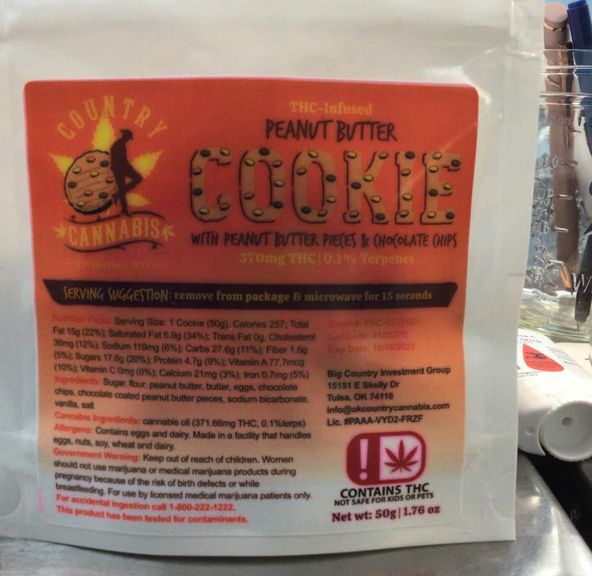 COUNTRY
CANNABIS
THC-Infused
PEANUT BUTTER
COOKIE
WITH PEANUT BUTTER PIECES & CHOCOLATE CHIPS
370mg THC | 0.1% Terpenes
SERVING SUGGESTION: remove from package & microwave for 15 seconds
Nutrition Facts: Serving Size: 1 Cookie (50g), Calories 257; Total
Fat 15g (22%); Saturated Fat 6.9g (34%); Trans Fat 0g, Cholesterol
36mg (12%); Sodium 119mg (6%); Carbs 27.6g (11%); Fiber 1.5g
(5%); Sugars 17.6g (20%); Protein 4.7g (9%); Vitamin A 77.7mcg
(10%); Vitamin C 0mg (0%); Calcium 21mg (3%); Iron 0.7mg (5%)
Ingredients: Sugar, flour, peanut butter, butter, eggs, chocolate
chips, chocolate coated peanut butter pieces, sodium bicarbonate,
vanilla, salt
Cannabis Ingredients: cannabis oil (371.66mg THC, 0.1%terps)
Allergens: Contains eggs and dairy. Made in a facility that handles
eggs, nuts, soy, wheat and dairy.
Government Warning: Keep out of reach of children. Women
should not use marijuana or medical marijuana products during
pregnancy because of the risk of birth defects or while
breastfeeding. For use by licensed medical marijuana patients only.
For accidental ingestion call 1-800-222-1222.
This product has been tested for contaminants.
Exp Date:
Big Country Investment Group
15151 E Skelly Dr
Tulsa, OK 74116
info@okcountrycannabis.com
Lic. #PAAA-VYD2-FRZF
CONTAINS THC
NOT SAFE FOR KIDS OR PETS
Net wt: 50g | 1.76 oz